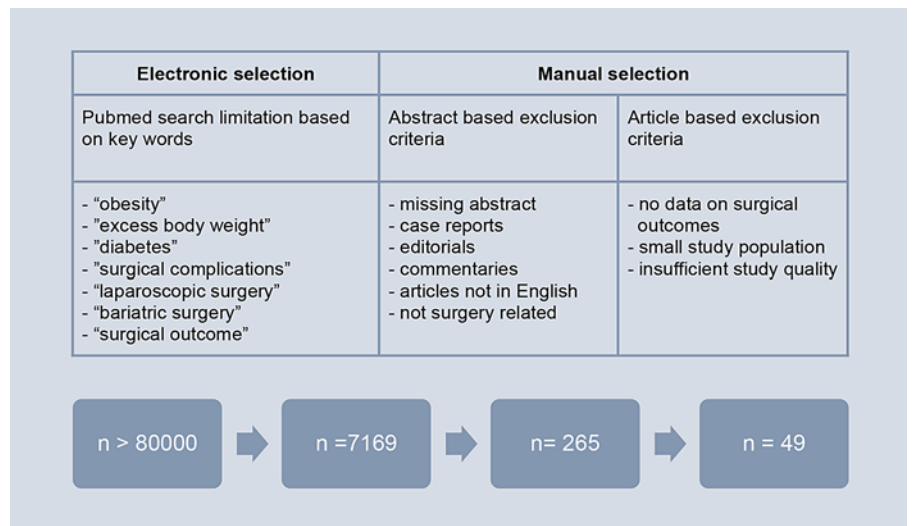 Electronic selection
Manual selection
Pubmed search limitation based
on key words
Abstract based exclusion
criteria
Article based exclusion
criteria
- “obesity”
- ”excess body weight”
- ”diabetes”
- ”surgical complications”
- “laparoscopic surgery”
- “bariatric surgery”
- “surgical outcome”
- missing abstract
- case reports
- editorials
- commentaries
- articles not in English
- not surgery related
- no data on surgical
outcomes
- small study population
- insufficient study quality
n > 80000
n =7169
n= 265
n = 49